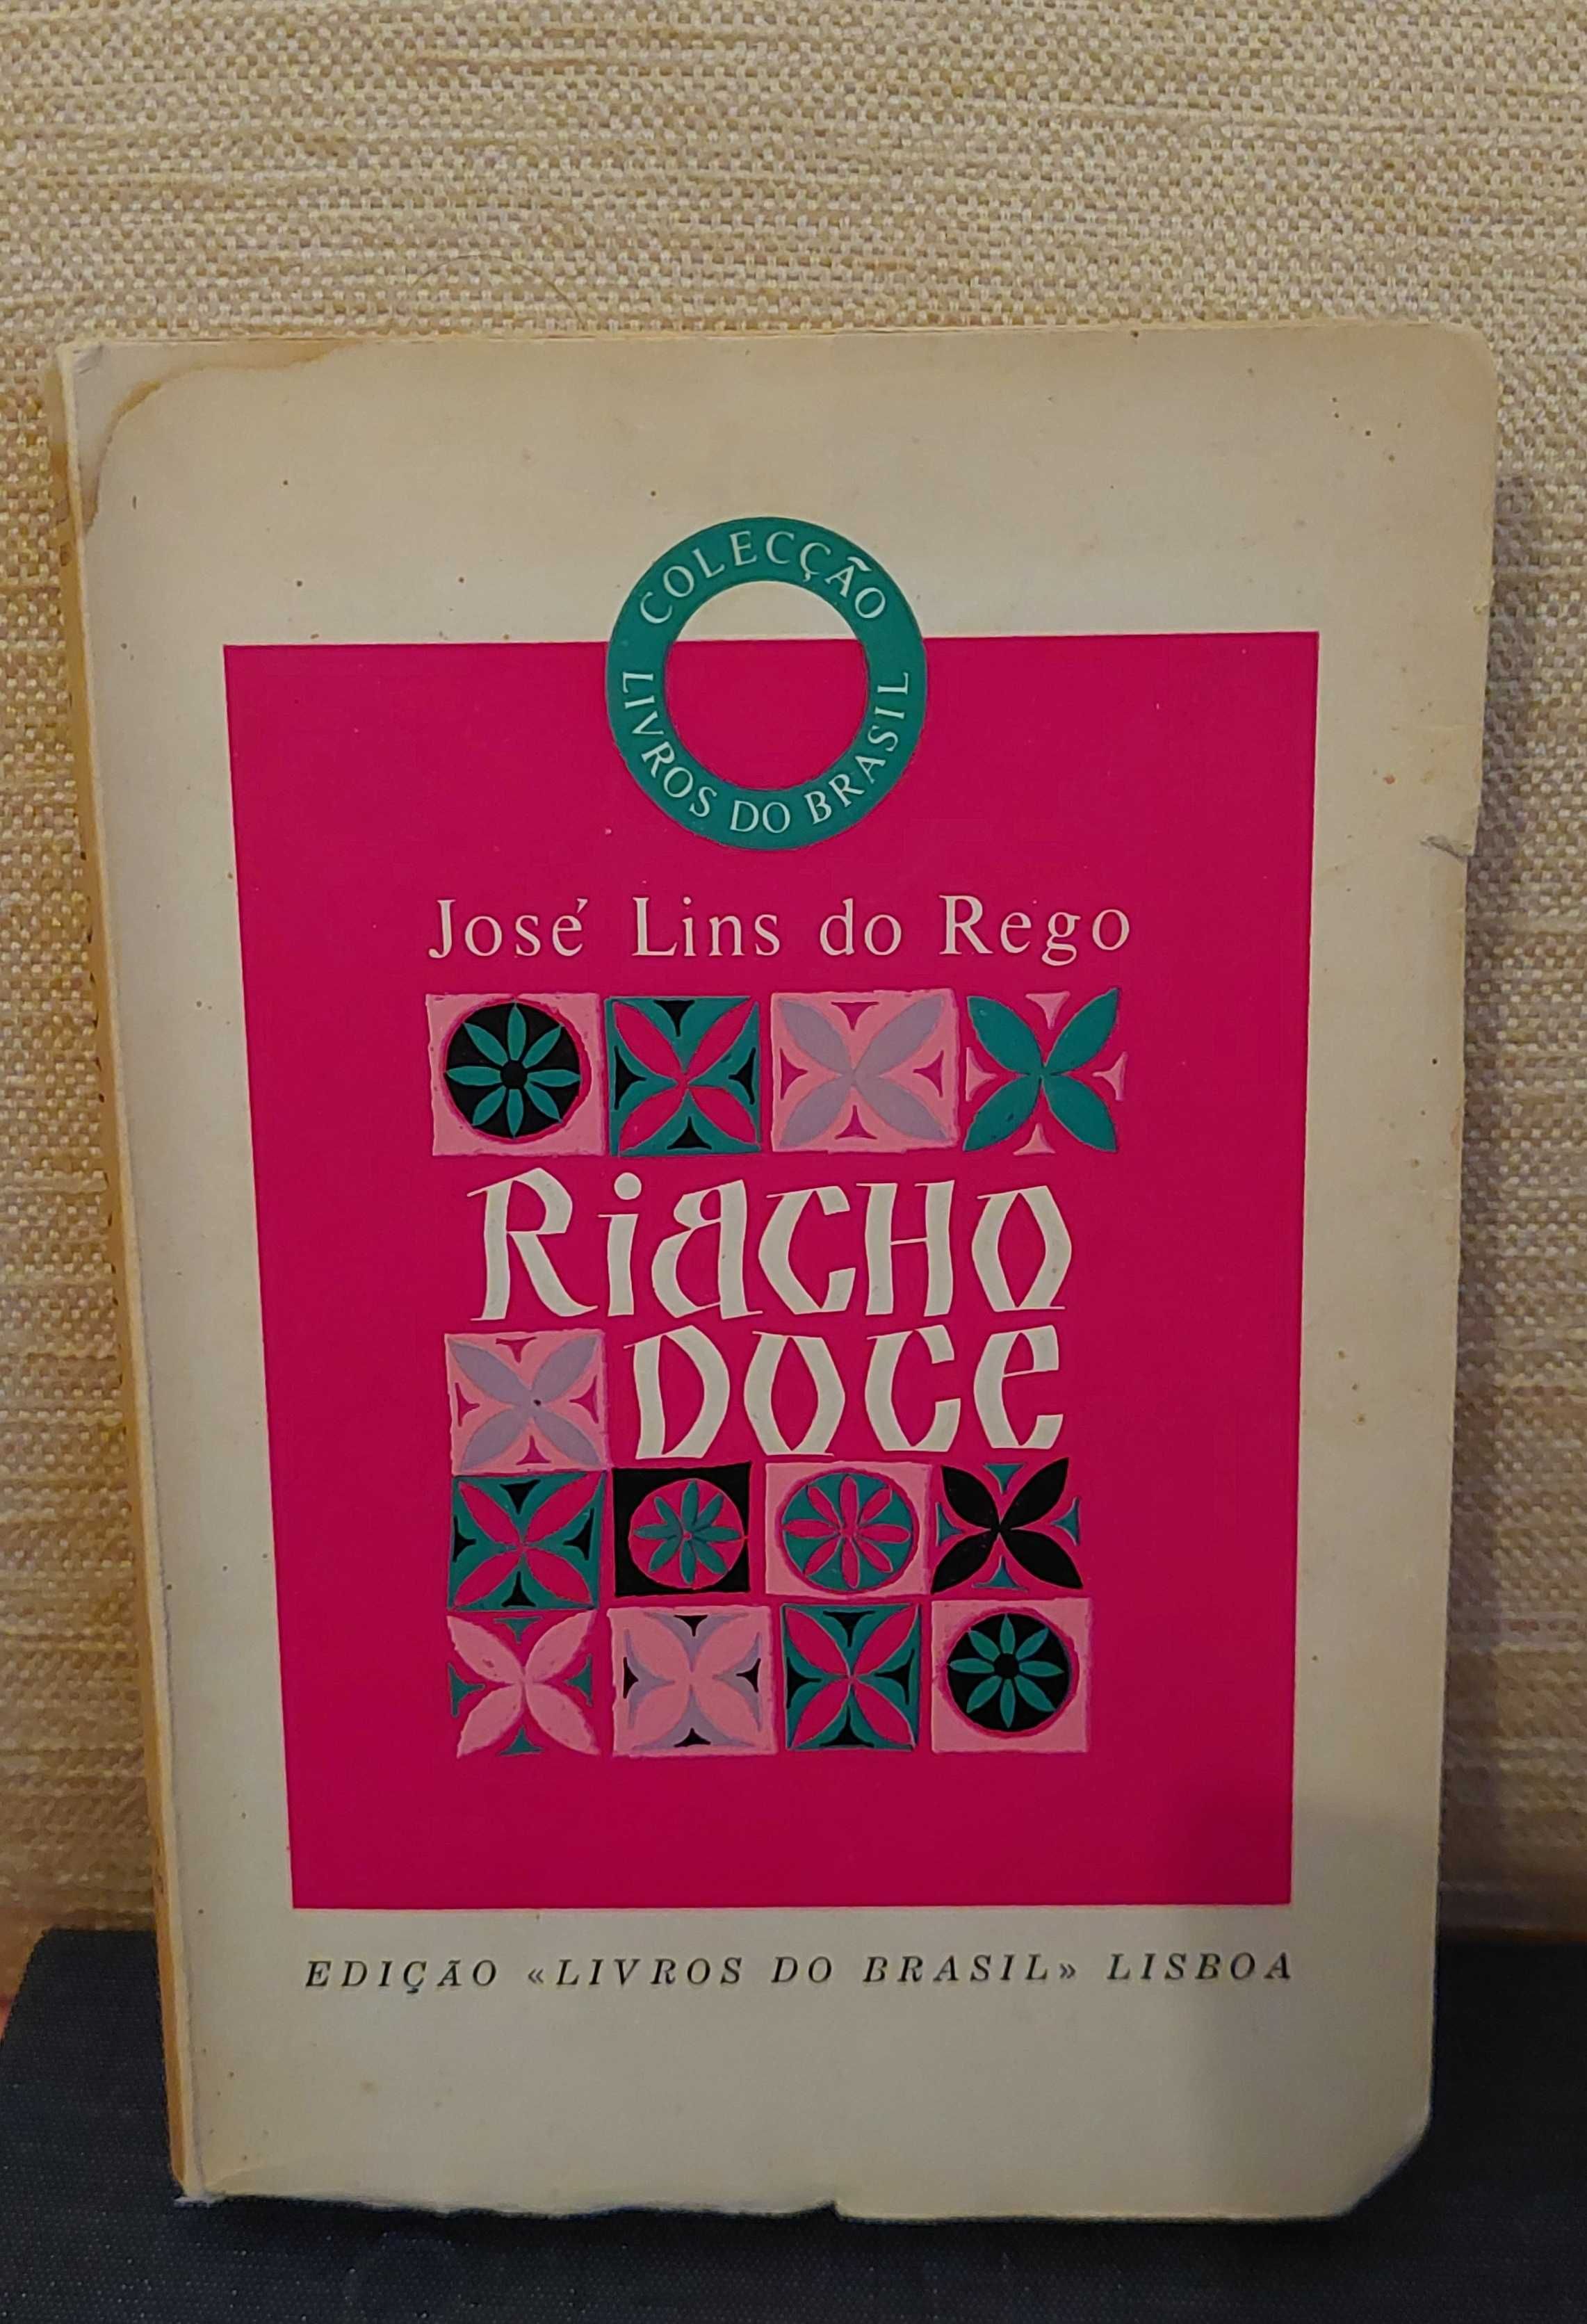 COLECÇÃO
LIVROS DO BRASIL
José Lins do Rego
RiaCHO
DOCe
EDIÇÃO «LIVROS DO BRASIL» LISBOA